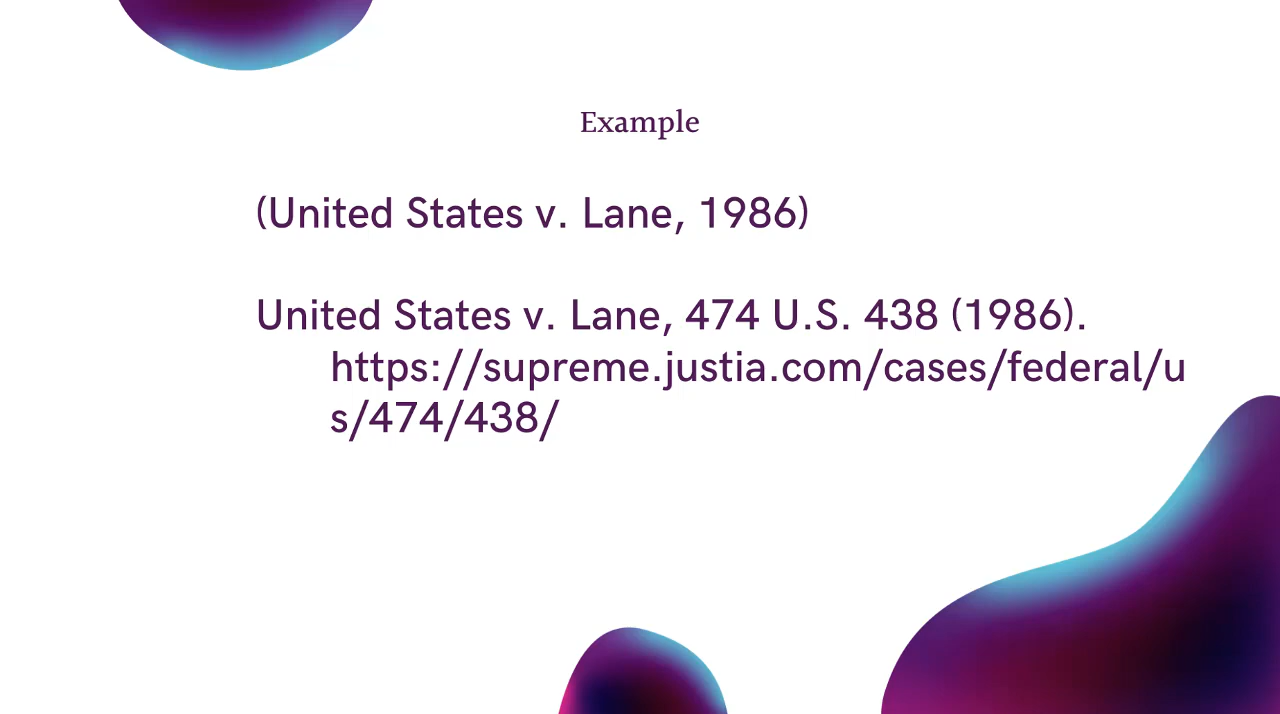 Example
(United States v. Lane, 1986)
United States v. Lane, 474 U.S. 438 (1986).
https://supreme.justia.com/cases/federal/u
s/474/438/